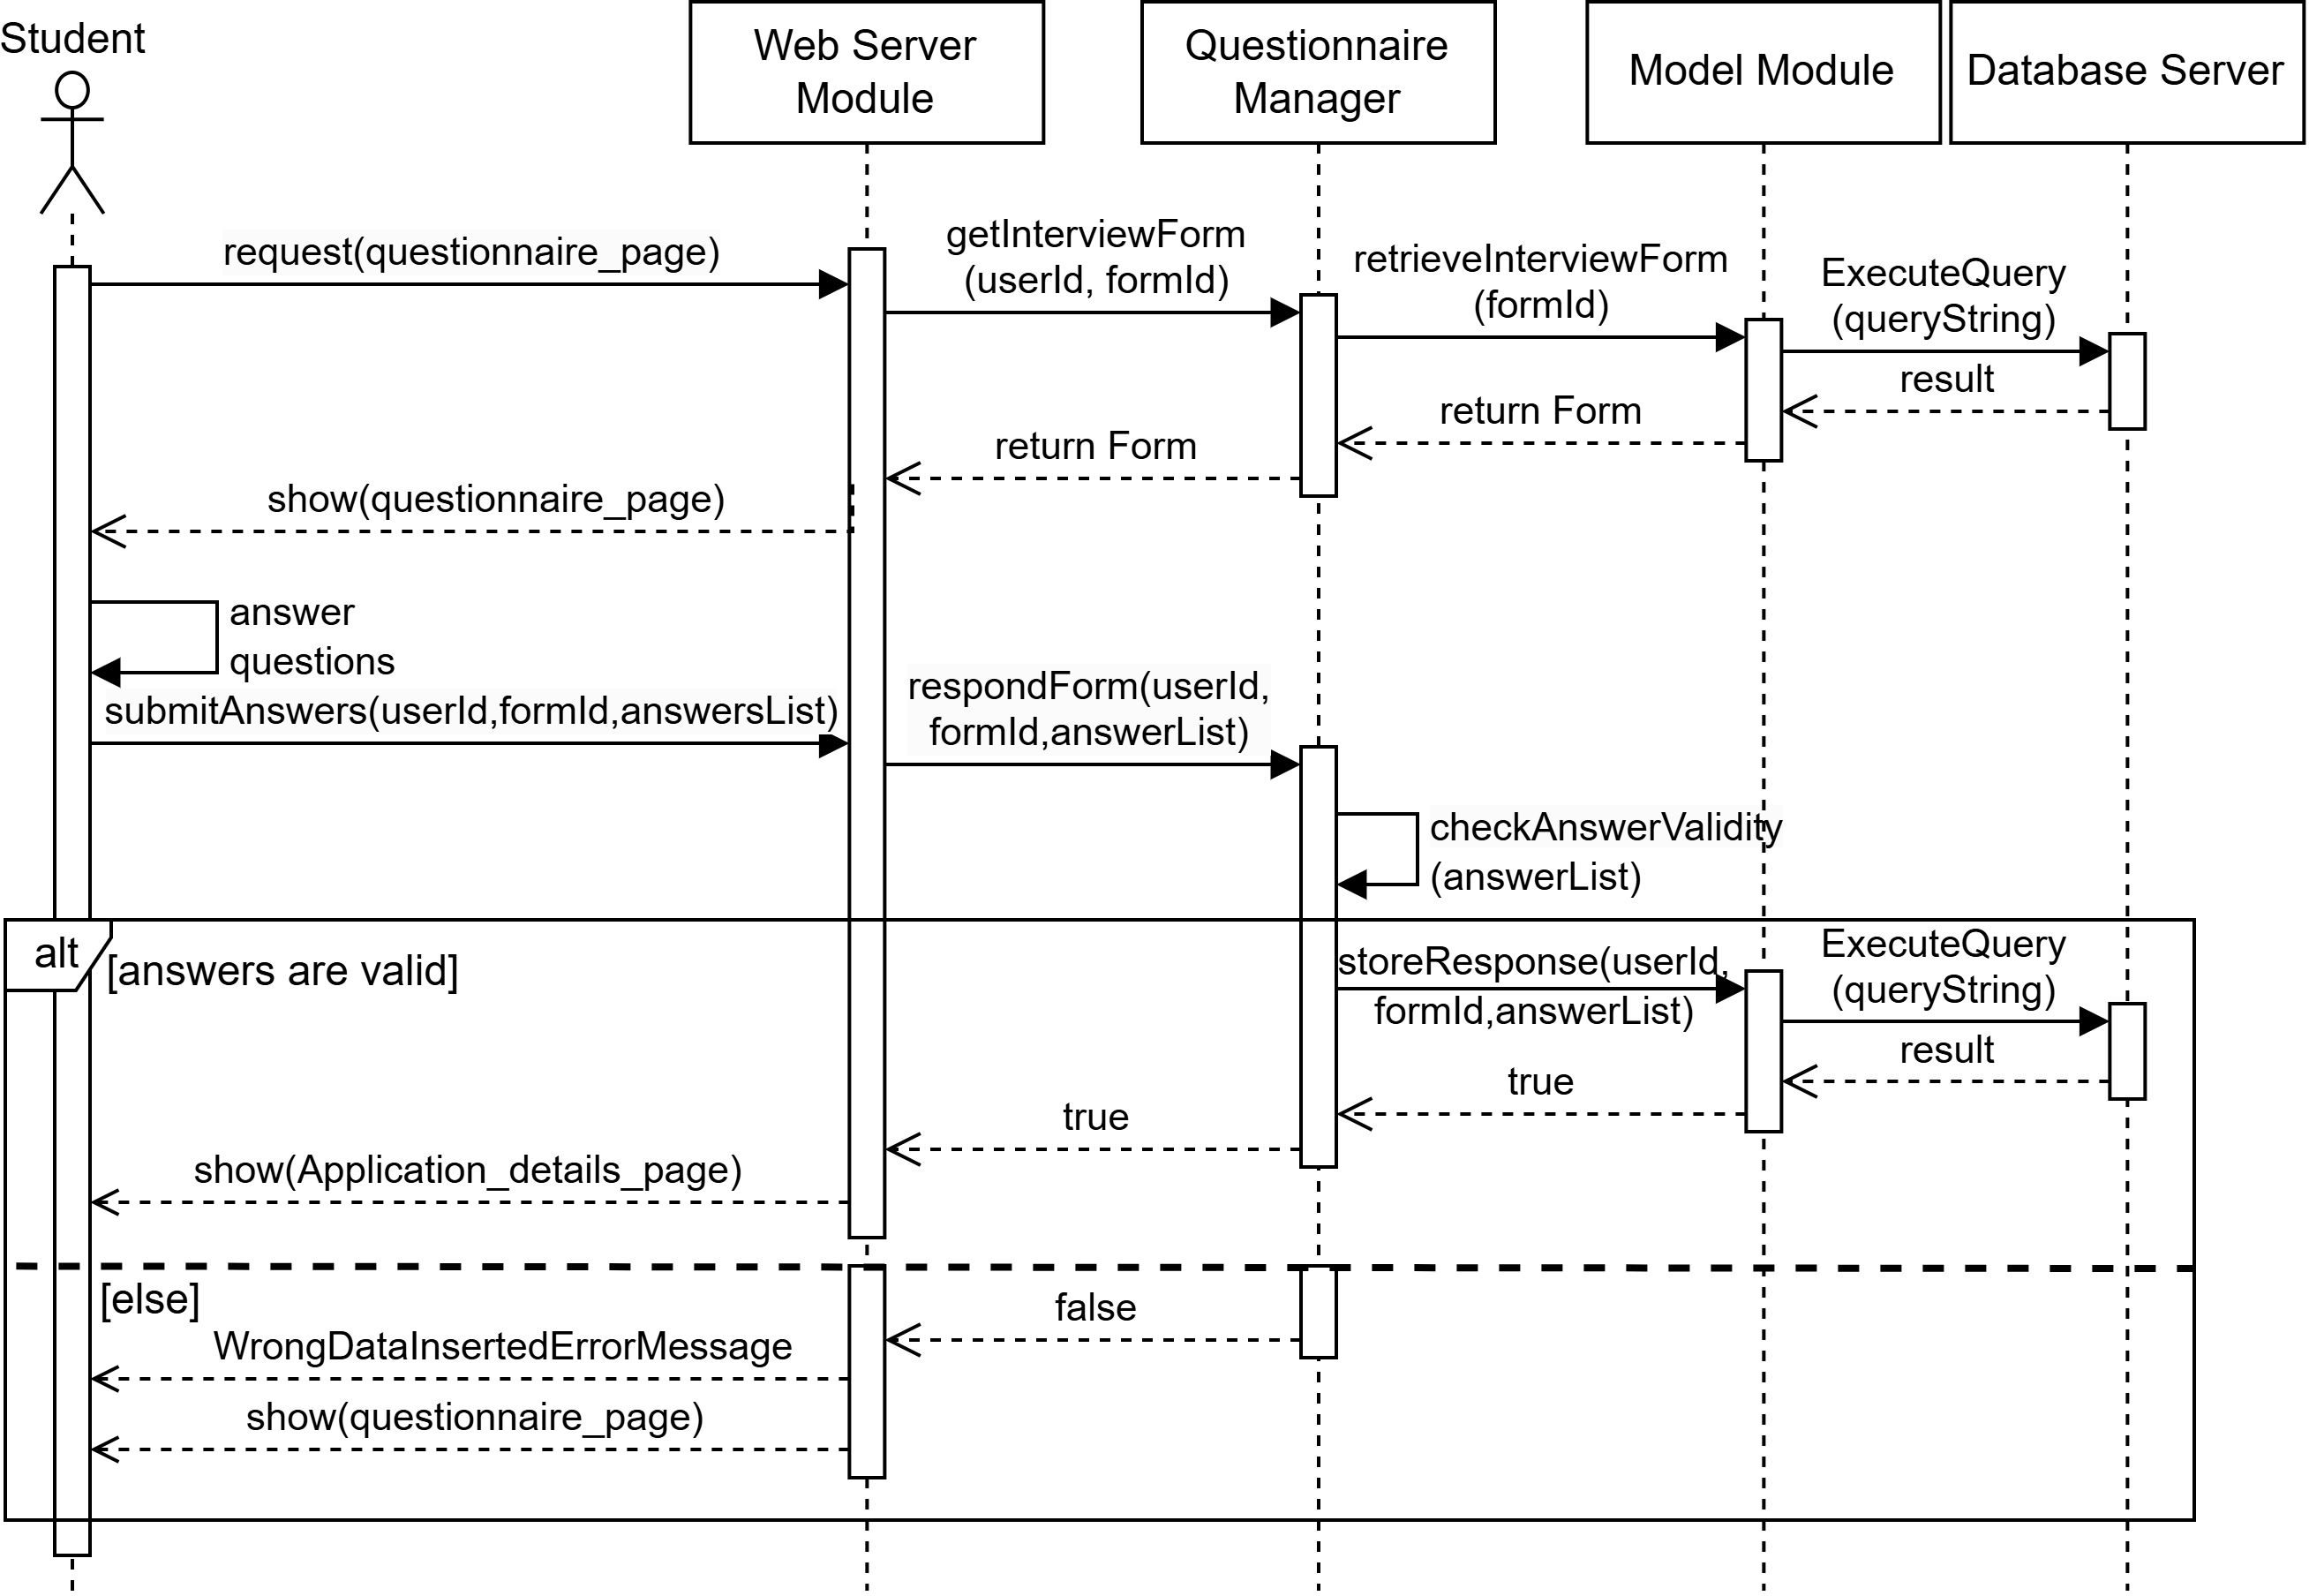 Student
Web Server
Module
Questionnaire
Manager
Model Module
Database Server
request(questionnaire_page)
getInterviewForm
(userId, formId)
retrieveInterviewForm
(formId)
ExecuteQuery
(queryString)
result
return Form
return Form
show(questionnaire_page)
answer
questions
submitAnswers(userId,formId,answersList)
respondForm(userId,
formId,answerList)
checkAnswerValidity
(answerList)
alt
[answers are valid]
storeResponse(userId,
formId,answerList)
ExecuteQuery
(queryString)
result
true
true
show(Application_details_page)
[else]
false
WrongDataInsertedErrorMessage
show(questionnaire_page)